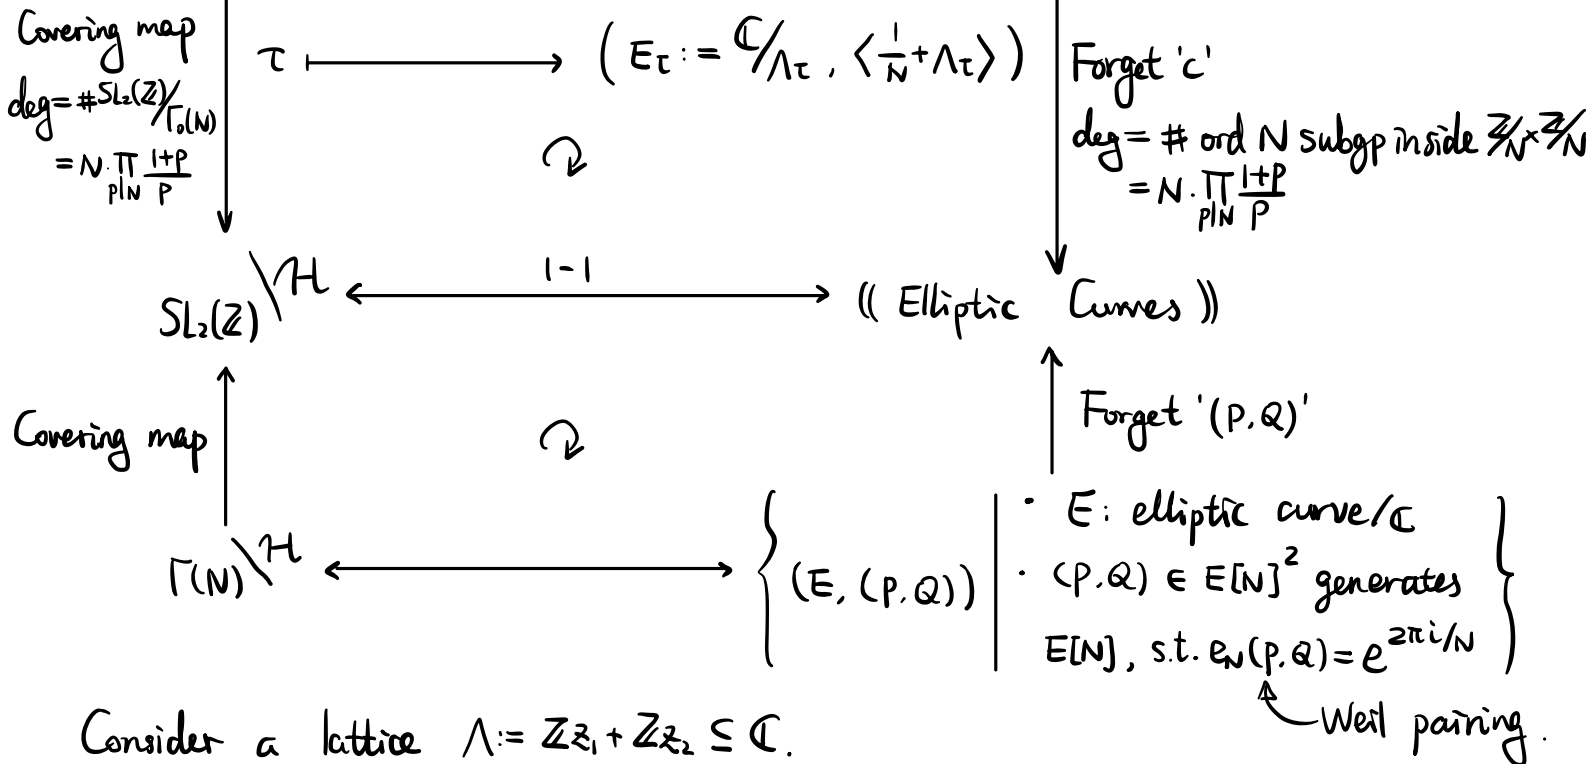 Covering map
deg = # SL₂(ℤ)/Γ₀(N)
= N · ∏_{p|N} (1+p)/p
τ ↦ ( E_τ := ℂ/Λ_τ , ⟨1/N + Λ_τ⟩ )
Forget 'c'
deg = # ord N subgp inside ℤ/N × ℤ/N
= N · ∏_{p|N} (1+p)/p
SL₂(ℤ)\H
1-1
(( Elliptic Curves ))
Covering map
Forget '(P,Q)'
Γ(N)\H
{ (E, (P,Q)) |
· E: elliptic curve/ℂ
· (P,Q) ∈ E[N]² generates
E[N], s.t. e_N(P,Q) = e^{2πi/N} }
Weil pairing.
Consider a lattice Λ := ℤz₁ + ℤz₂ ⊆ ℂ.